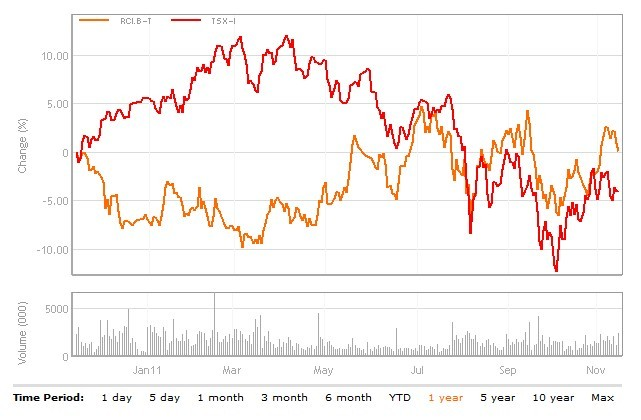 RCI.B-T TSX-I
10.00
5.00
0
-5.00
-10.00
Change (%)
5000
0
Volume (000)
Jan11 Mar May Jul Sep Nov
Time Period: 1 day 5 day 1 month 3 month 6 month YTD 1 year 5 year 10 year Max